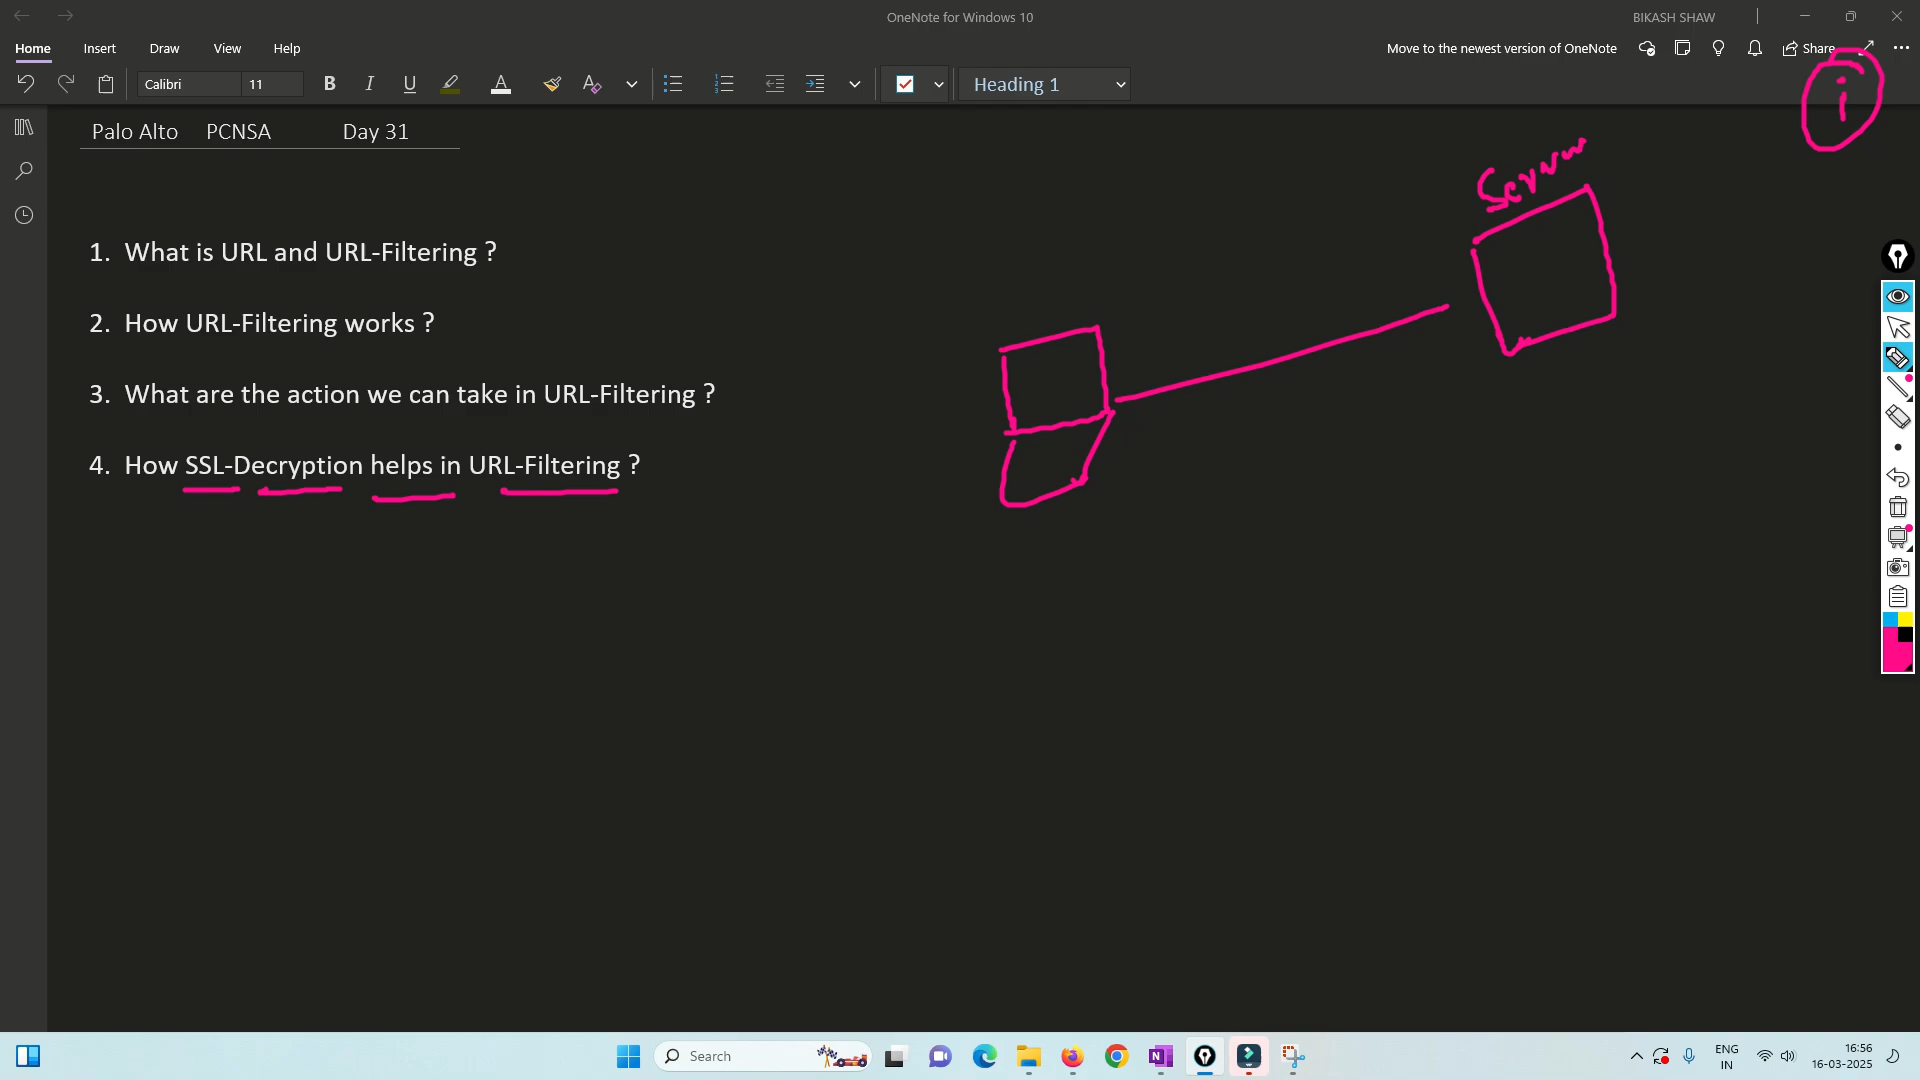 OneNote for Windows 10
BIKASH SHAW
Home Insert Draw View Help
Move to the newest version of OneNote
Share
Calibri 11 B I U A A Heading 1
i
Palo Alto PCNSA Day 31
1. What is URL and URL-Filtering ?
2. How URL-Filtering works ?
3. What are the action we can take in URL-Filtering ?
4. How SSL-Decryption helps in URL-Filtering ?
Search
ENG
IN
16:56
16-03-2025